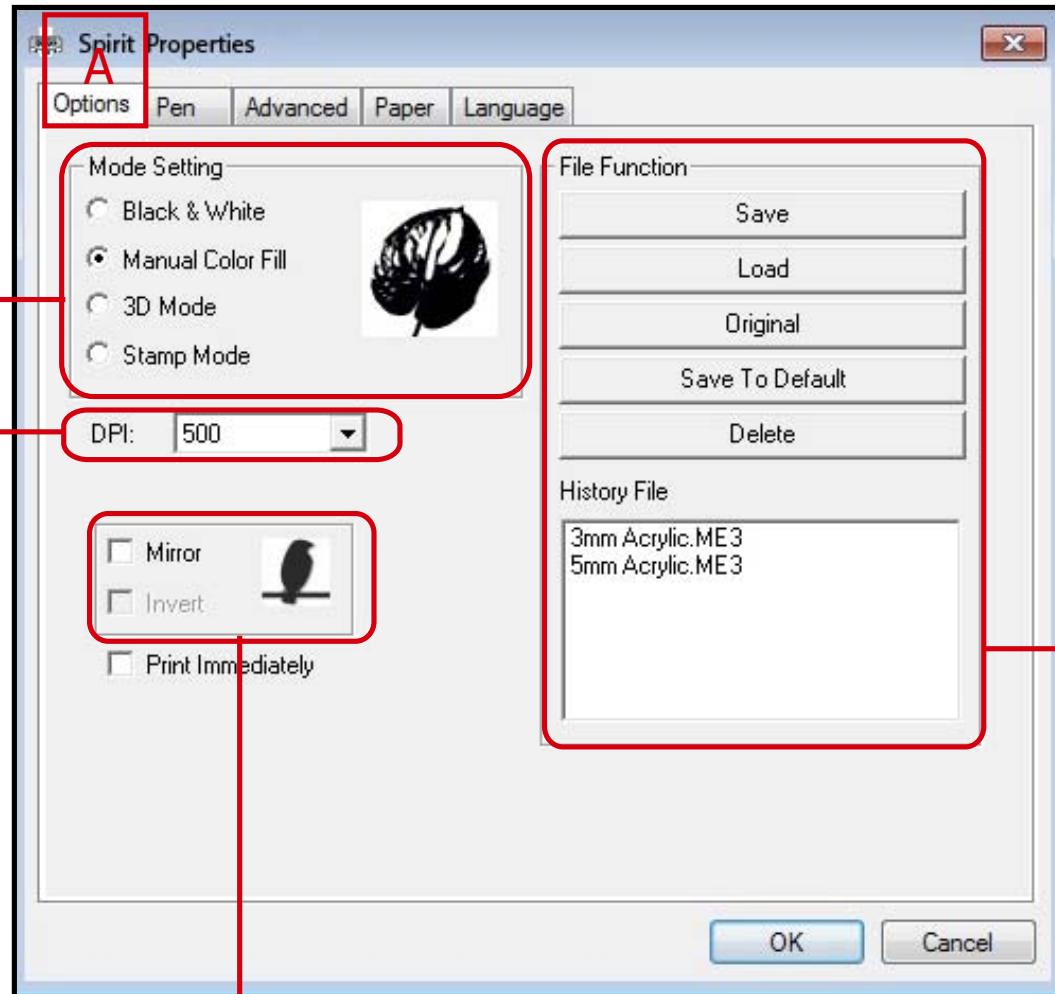 Spirit Properties
A
Options Pen Advanced Paper Language
Mode Setting
Black & White
Manual Color Fill
3D Mode
Stamp Mode
DPI: 500
Mirror
Invert
Print Immediately
File Function
Save
Load
Original
Save To Default
Delete
History File
3mm Acrylic.ME3
5mm Acrylic.ME3
OK Cancel